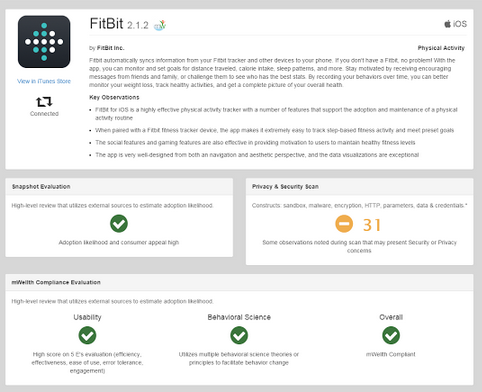 FitBit 2.1.2
iOS
by FitBit Inc.
Physical Activity
Fitbit automatically syncs information from your Fitbit tracker and other devices to your phone. If you don't have a Fitbit, no problem! With the
app, you can monitor and set goals for distance traveled, calorie intake, sleep patterns, and more. Stay motivated by receiving encouraging
messages from friends and family, or challenge them to see who has the best stats. By recording your behaviors over time, you can better
monitor your weight loss, track healthy activities, and get a complete picture of your overall health.
View in iTunes Store
Connected
Key Observations
• FitBit for iOS is a highly effective physical activity tracker with a number of features that support the adoption and maintenance of a physical
activity routine
• When paired with a Fitbit fitness tracker device, the app makes it extremely easy to track step-based fitness activity and meet preset goals
• The social features and gaming features are also effective in providing motivation to users to maintain healthy fitness levels
• The app is very well-designed from both an navigation and aesthetic perspective, and the data visualizations are exceptional
Snapshot Evaluation
High-level review that utilizes external sources to estimate adoption likelihood.
Adoption likelihood and consumer appeal high
Privacy & Security Scan
Constructs: sandbox, malware, encryption, HTTP, parameters, data & credentials.*
31
Some observations noted during scan that may present Security or Privacy
concerns
mWellth Compliance Evaluation
High-level review that utilizes external sources to estimate adoption likelihood.
Usability
High score on 5 E's evaluation (efficiency,
effectiveness, ease of use, error tolerance,
engagement)
Behavioral Science
Utilizes multiple behavioral science theories or
principles to facilitate behavior change
Overall
mWellth Compliant